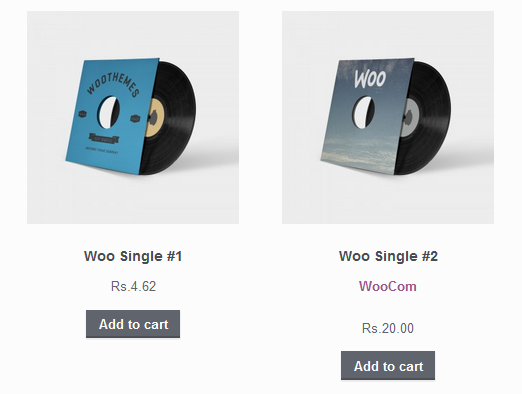 WOOTHEMES
WOO
Woo Single #1
Rs.4.62
Add to cart
Woo Single #2
WooCom
Rs.20.00
Add to cart